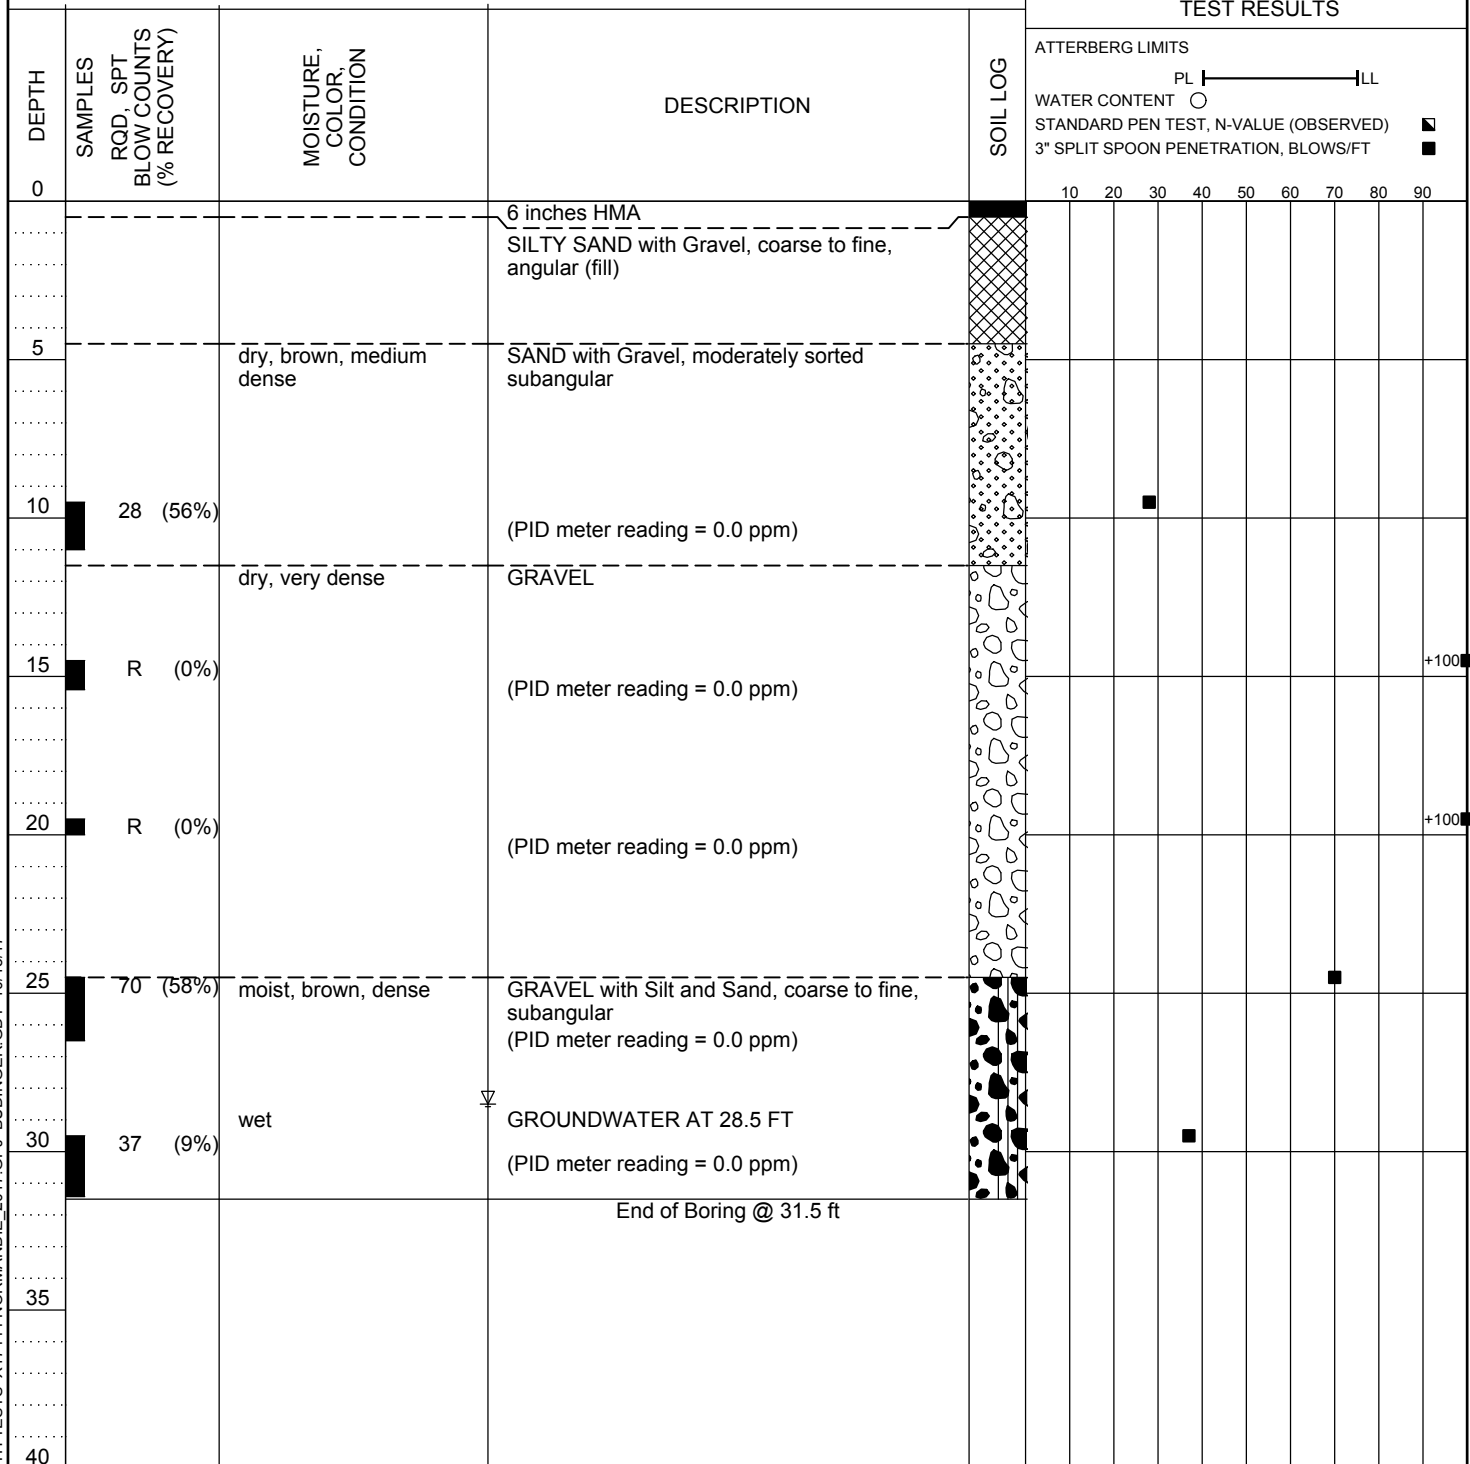 TEST RESULTS
DEPTH
SAMPLES
RQD, SPT
BLOW COUNTS
(% RECOVERY)
MOISTURE,
COLOR,
CONDITION
DESCRIPTION
SOIL LOG
ATTERBERG LIMITS
PL LL
WATER CONTENT
STANDARD PEN TEST, N-VALUE (OBSERVED)
3" SPLIT SPOON PENETRATION, BLOWS/FT
0
10 20 30 40 50 60 70 80 90
6 inches HMA
SILTY SAND with Gravel, coarse to fine,
angular (fill)
5
dry, brown, medium
dense
SAND with Gravel, moderately sorted
subangular
10
28 (56%)
(PID meter reading = 0.0 ppm)
dry, very dense
GRAVEL
15
R (0%)
+100
(PID meter reading = 0.0 ppm)
20
R (0%)
+100
(PID meter reading = 0.0 ppm)
25
70 (58%)
moist, brown, dense
GRAVEL with Silt and Sand, coarse to fine,
subangular
(PID meter reading = 0.0 ppm)
wet
GROUNDWATER AT 28.5 FT
30
37 (9%)
(PID meter reading = 0.0 ppm)
End of Boring @ 31.5 ft
35
40